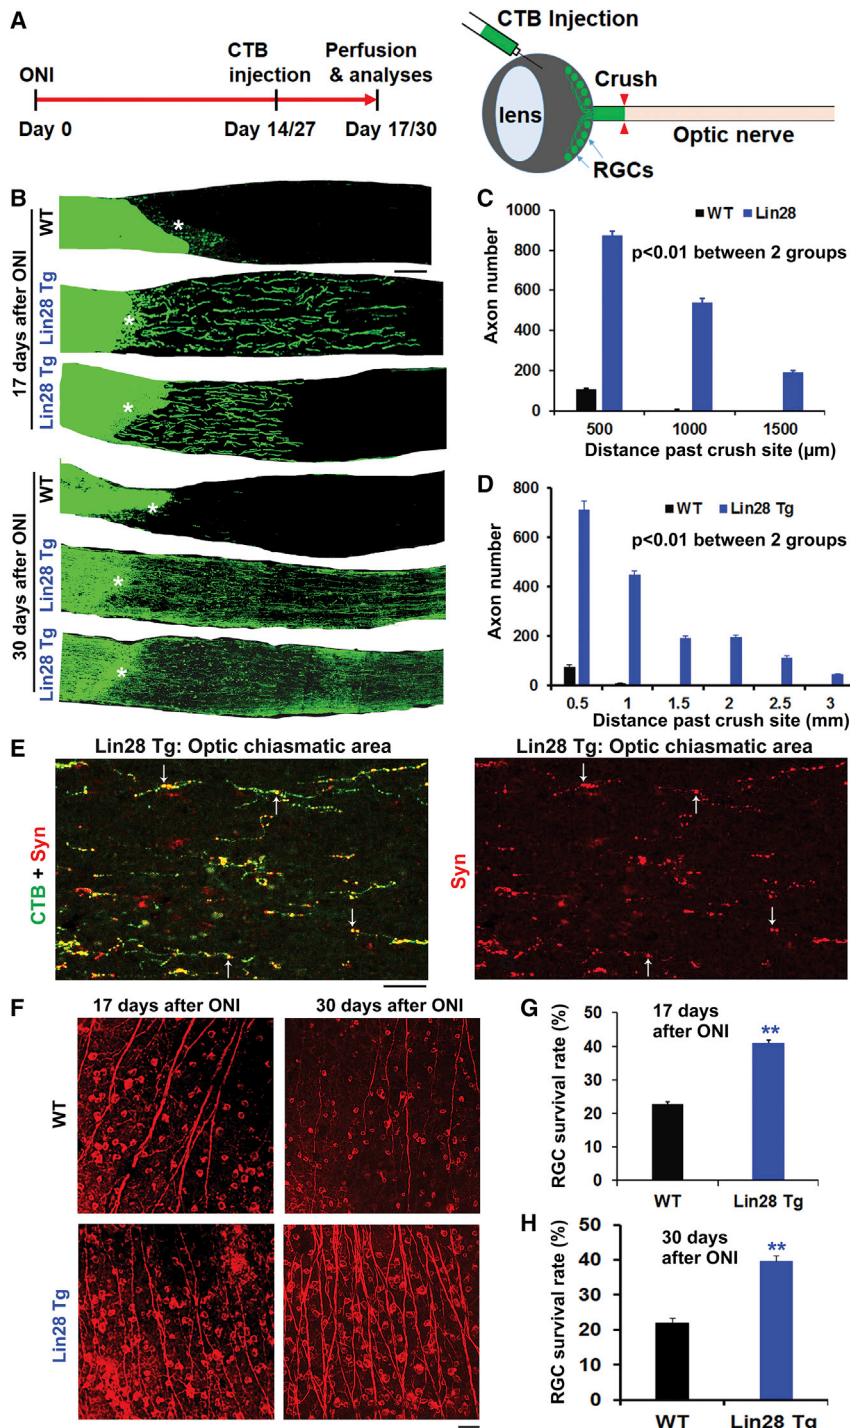 A
ONI
CTB injection
Perfusion & analyses
Day 0
Day 14/27
Day 17/30
CTB Injection
Crush
lens
Optic nerve
RGCs
B
17 days after ONI
WT
Lin28 Tg
Lin28 Tg
30 days after ONI
WT
Lin28 Tg
Lin28 Tg
*
*
*
*
*
*
C
Axon number
1000
800
600
400
200
0
WT Lin28
p<0.01 between 2 groups
500 1000 1500
Distance past crush site (µm)
D
Axon number
800
600
400
200
0
WT Lin28 Tg
p<0.01 between 2 groups
0.5 1 1.5 2 2.5 3
Distance past crush site (mm)
E
Lin28 Tg: Optic chiasmatic area
CTB + Syn
Lin28 Tg: Optic chiasmatic area
Syn
F
17 days after ONI
30 days after ONI
WT
Lin28 Tg
G
RGC survival rate (%)
50
40
30
20
10
0
17 days
after ONI
**
WT Lin28 Tg
H
RGC survival rate (%)
50
40
30
20
10
0
30 days
after ONI
**
WT Lin28 Tg